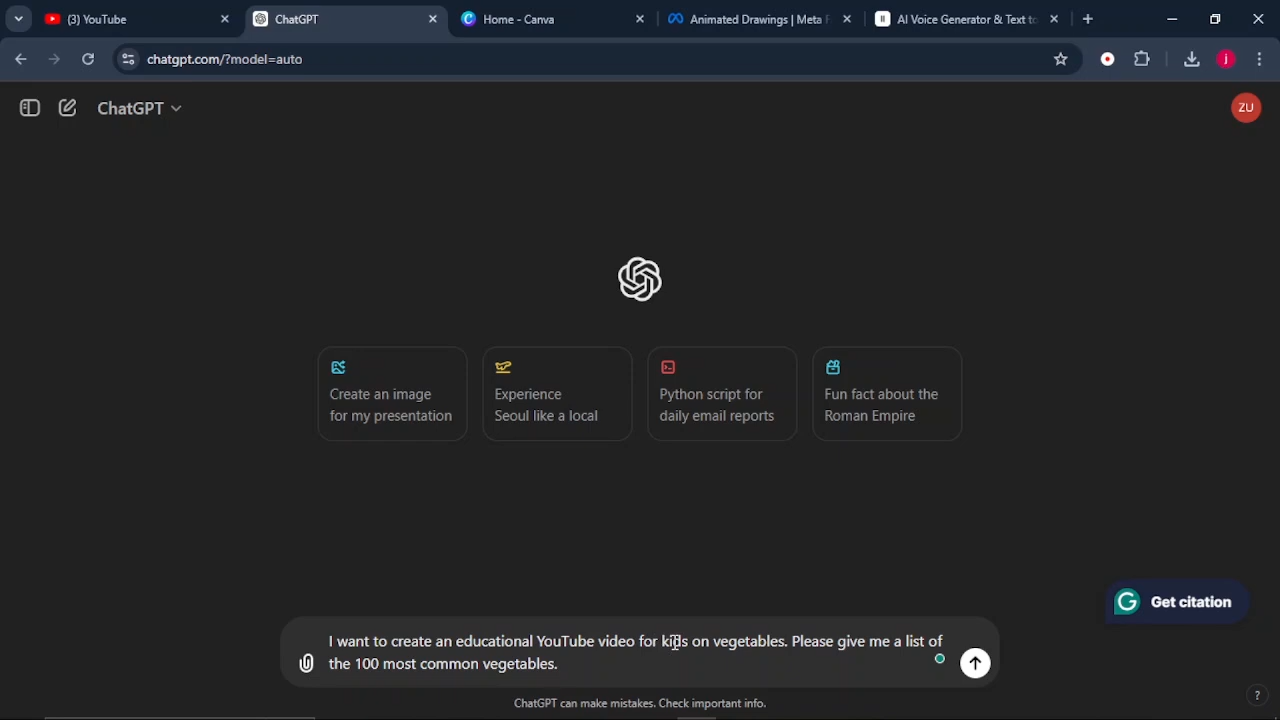 (3) YouTube
ChatGPT
Home - Canva
Animated Drawings | Meta F
AI Voice Generator & Text to
chatgpt.com/?model=auto
j
ChatGPT
ZU
Create an image
for my presentation
Experience
Seoul like a local
Python script for
daily email reports
Fun fact about the
Roman Empire
Get citation
I want to create an educational YouTube video for kids on vegetables. Please give me a list of
the 100 most common vegetables.
ChatGPT can make mistakes. Check important info.
?